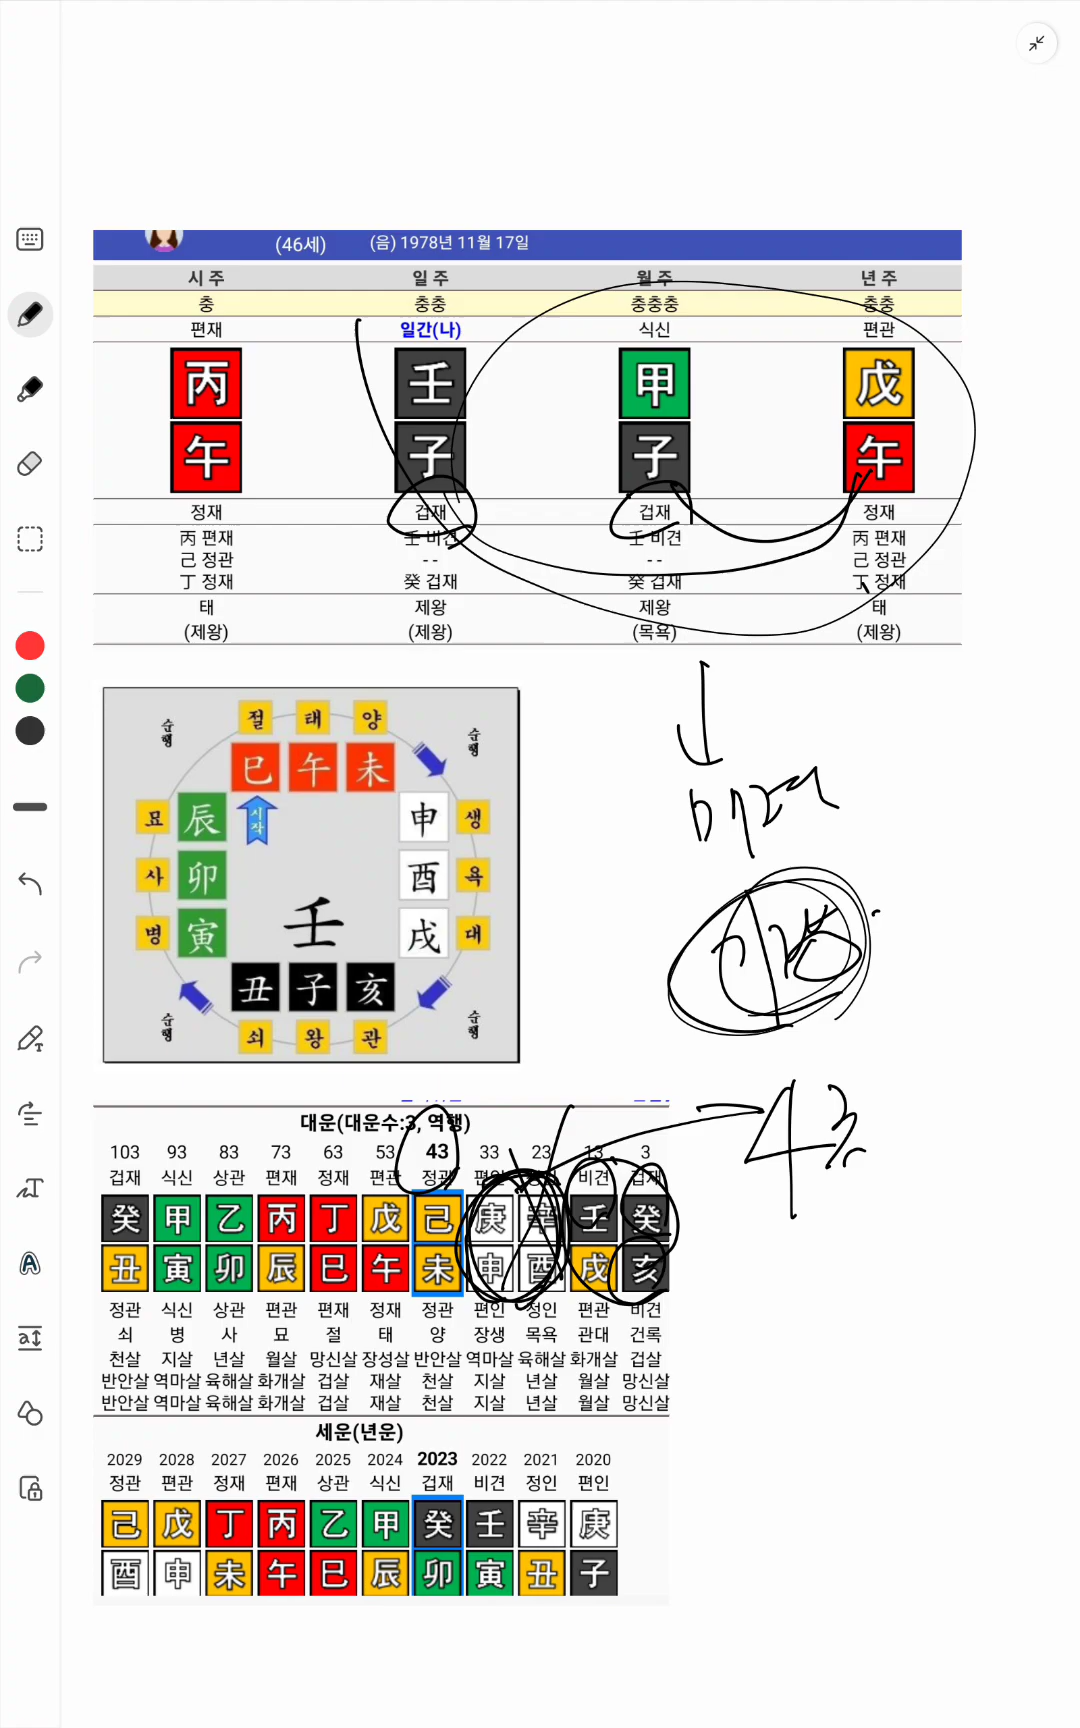 (46세) (음) 1978년 11월 17일
시 주 일 주 월 주 년 주
충 충충 충충충 충충
편재 일간(나) 식신 편관
丙 壬 甲 戊
午 子 子 午
정재 겁재 겁재 정재
丙 편재 壬 비견 壬 비견 丙 편재
己 정관 -- -- 己 정관
丁 정재 癸 겁재 癸 겁재 丁 정재
태 제왕 제왕 태
(제왕) (제왕) (목욕) (제왕)
절 태 양
순행 순행
巳 午 未
묘 辰 시작 申 생
사 卯 酉 욕
병 寅 壬 戌 대
丑 子 亥
순행 순행
쇠 왕 관
대운(대운수:3, 역행)
103 93 83 73 63 53 43 33 23 13 3
겁재 식신 상관 편재 정재 편관 정관 편인 비견 겁재
癸 甲 乙 丙 丁 戊 己 庚 辛 壬 癸
丑 寅 卯 辰 巳 午 未 申 酉 戌 亥
정관 식신 상관 편관 편재 정재 정관 편인 정인 편관 비견
쇠 병 사 묘 절 태 양 장생 목욕 관대 건록
천살 지살 년살 월살 망신살 장성살 반안살 역마살 육해살 화개살 겁살
반안살 역마살 육해살 화개살 겁살 재살 천살 지살 년살 월살 망신살
반안살 역마살 육해살 화개살 겁살 재살 천살 지살 년살 월살 망신살
세운(년운)
2029 2028 2027 2026 2025 2024 2023 2022 2021 2020
정관 편관 정재 편재 상관 식신 겁재 비견 정인 편인
己 戊 丁 丙 乙 甲 癸 壬 辛 庚
酉 申 未 午 巳 辰 卯 寅 丑 子